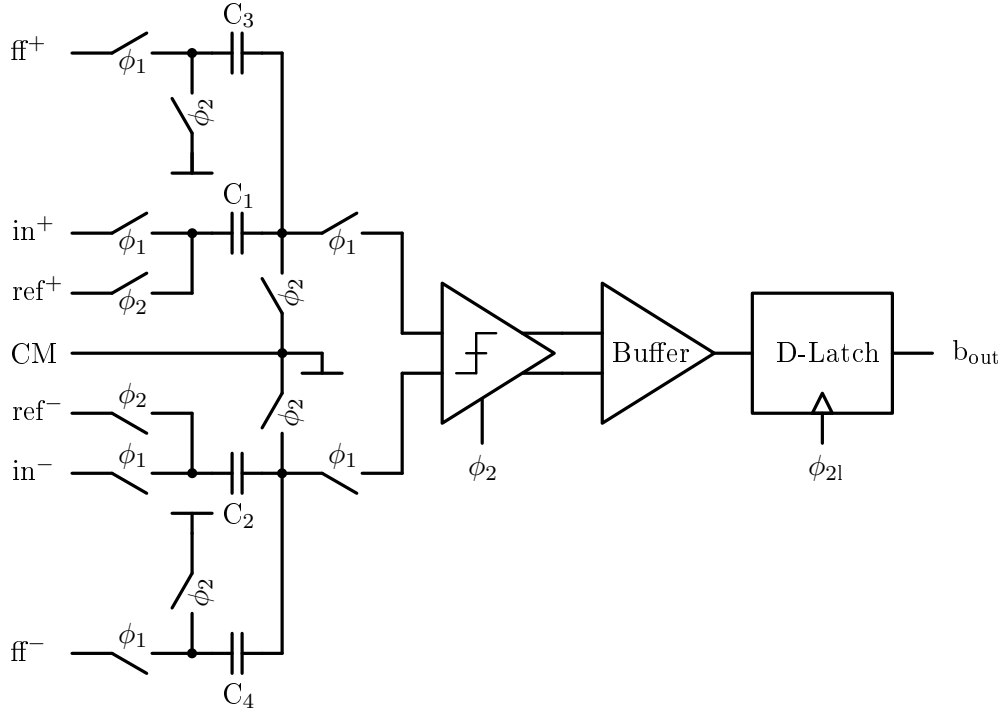 C₃
ff⁺
ϕ₁
ϕ₂
C₁
in⁺
ϕ₁
ϕ₁
ref⁺
ϕ₂
ϕ₂
CM
Buffer
D-Latch
b_out
ref⁻
ϕ₂
ϕ₂
in⁻
ϕ₁
ϕ₁
ϕ₂
ϕ₂ₗ
C₂
ϕ₂
ff⁻
ϕ₁
C₄